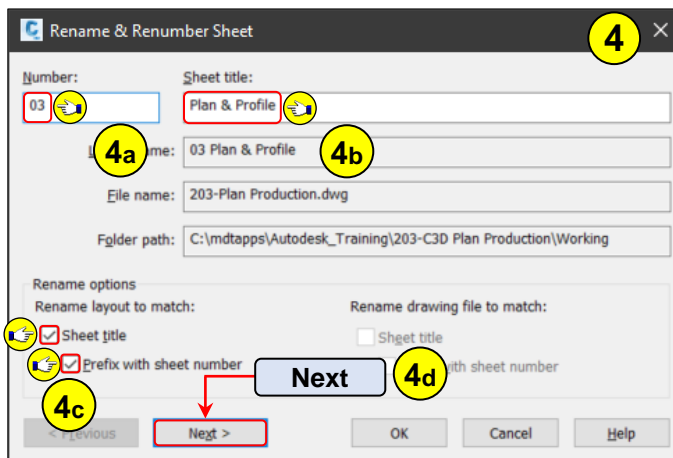 Rename & Renumber Sheet
4
Number:
Sheet title:
03
Plan & Profile
4a
4b
03 Plan & Profile
File name:
203-Plan Production.dwg
Folder path:
C:\mdtapps\Autodesk_Training\203-C3D Plan Production\Working
Rename options
Rename layout to match:
Rename drawing file to match:
Sheet title
Sheet title
Prefix with sheet number
with sheet number
Next
4d
4c
< Previous
Next >
OK
Cancel
Help